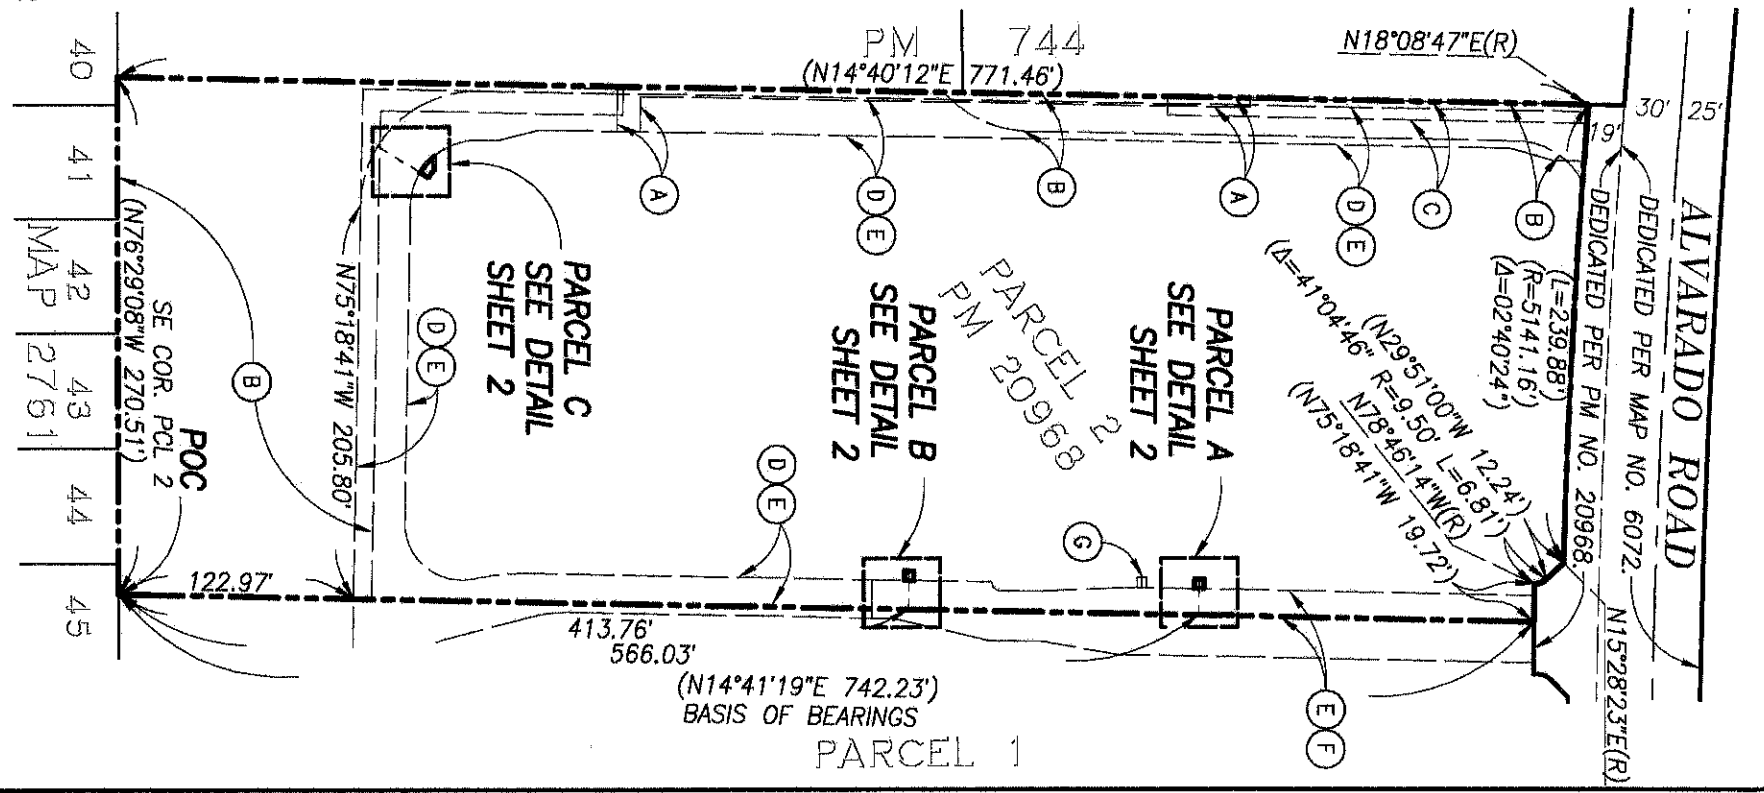 PM 744
(N14°40'12"E 771.46')
N18°08'47"E(R)
30' 25'
19'
40
41
42
43
44
45
MAP 2761
(N76°29'08"W 270.51')
SE COR. PCL 2
POC
N75°18'41"W 205.80'
122.97'
B
D E
PARCEL C
SEE DETAIL
SHEET 2
A
D E
B
A
D E
C
B
PARCEL B
SEE DETAIL
SHEET 2
PARCEL 2
PM 20968
PARCEL A
SEE DETAIL
SHEET 2
D E
G
E F
(L=239.88')
(R=5141.16')
(Δ=02°40'24")
(N29°51'00"W 12.24')
(Δ=41°04'46" R=9.50' L=6.81')
N78°46'14"W(R)
(N75°18'41"W 19.72')
DEDICATED PER PM NO. 20968.
DEDICATED PER MAP NO. 6072.
ALVARADO ROAD
N15°28'23"E(R)
413.76'
566.03'
(N14°41'19"E 742.23')
BASIS OF BEARINGS
PARCEL 1